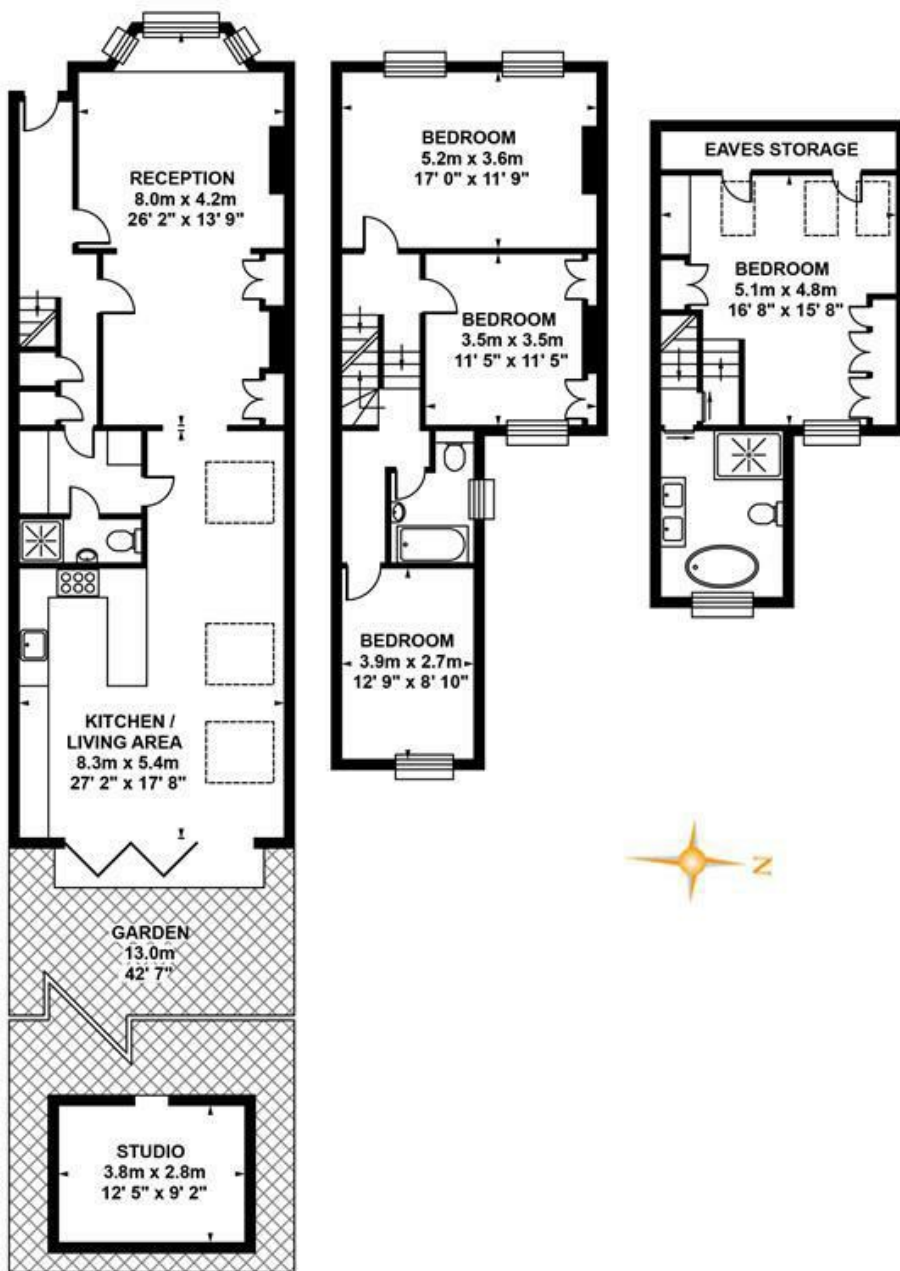 RECEPTION
8.0m x 4.2m
26' 2" x 13' 9"
KITCHEN /
LIVING AREA
8.3m x 5.4m
27' 2" x 17' 8"
GARDEN
13.0m
42' 7"
STUDIO
3.8m x 2.8m
12' 5" x 9' 2"
BEDROOM
5.2m x 3.6m
17' 0" x 11' 9"
BEDROOM
3.5m x 3.5m
11' 5" x 11' 5"
BEDROOM
3.9m x 2.7m
12' 9" x 8' 10"
EAVES STORAGE
BEDROOM
5.1m x 4.8m
16' 8" x 15' 8"
N